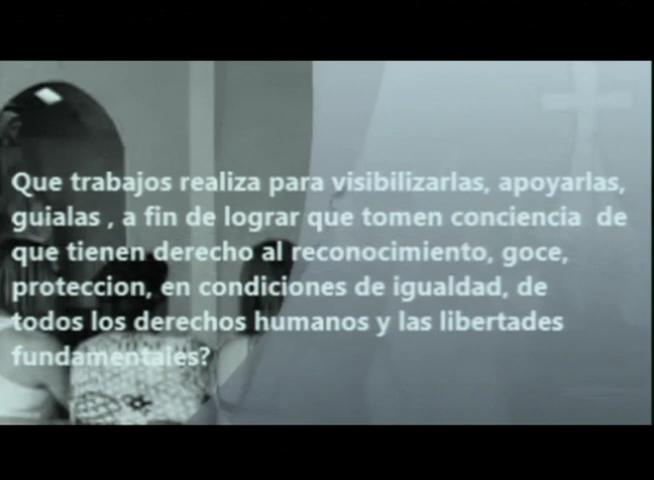 Que trabajos realiza para visibilizarlas, apoyarlas,
guialas , a fin de lograr que tomen conciencia de
que tienen derecho al reconocimiento, goce,
proteccion, en condiciones de igualdad, de
todos los derechos humanos y las libertades
fundamentales?